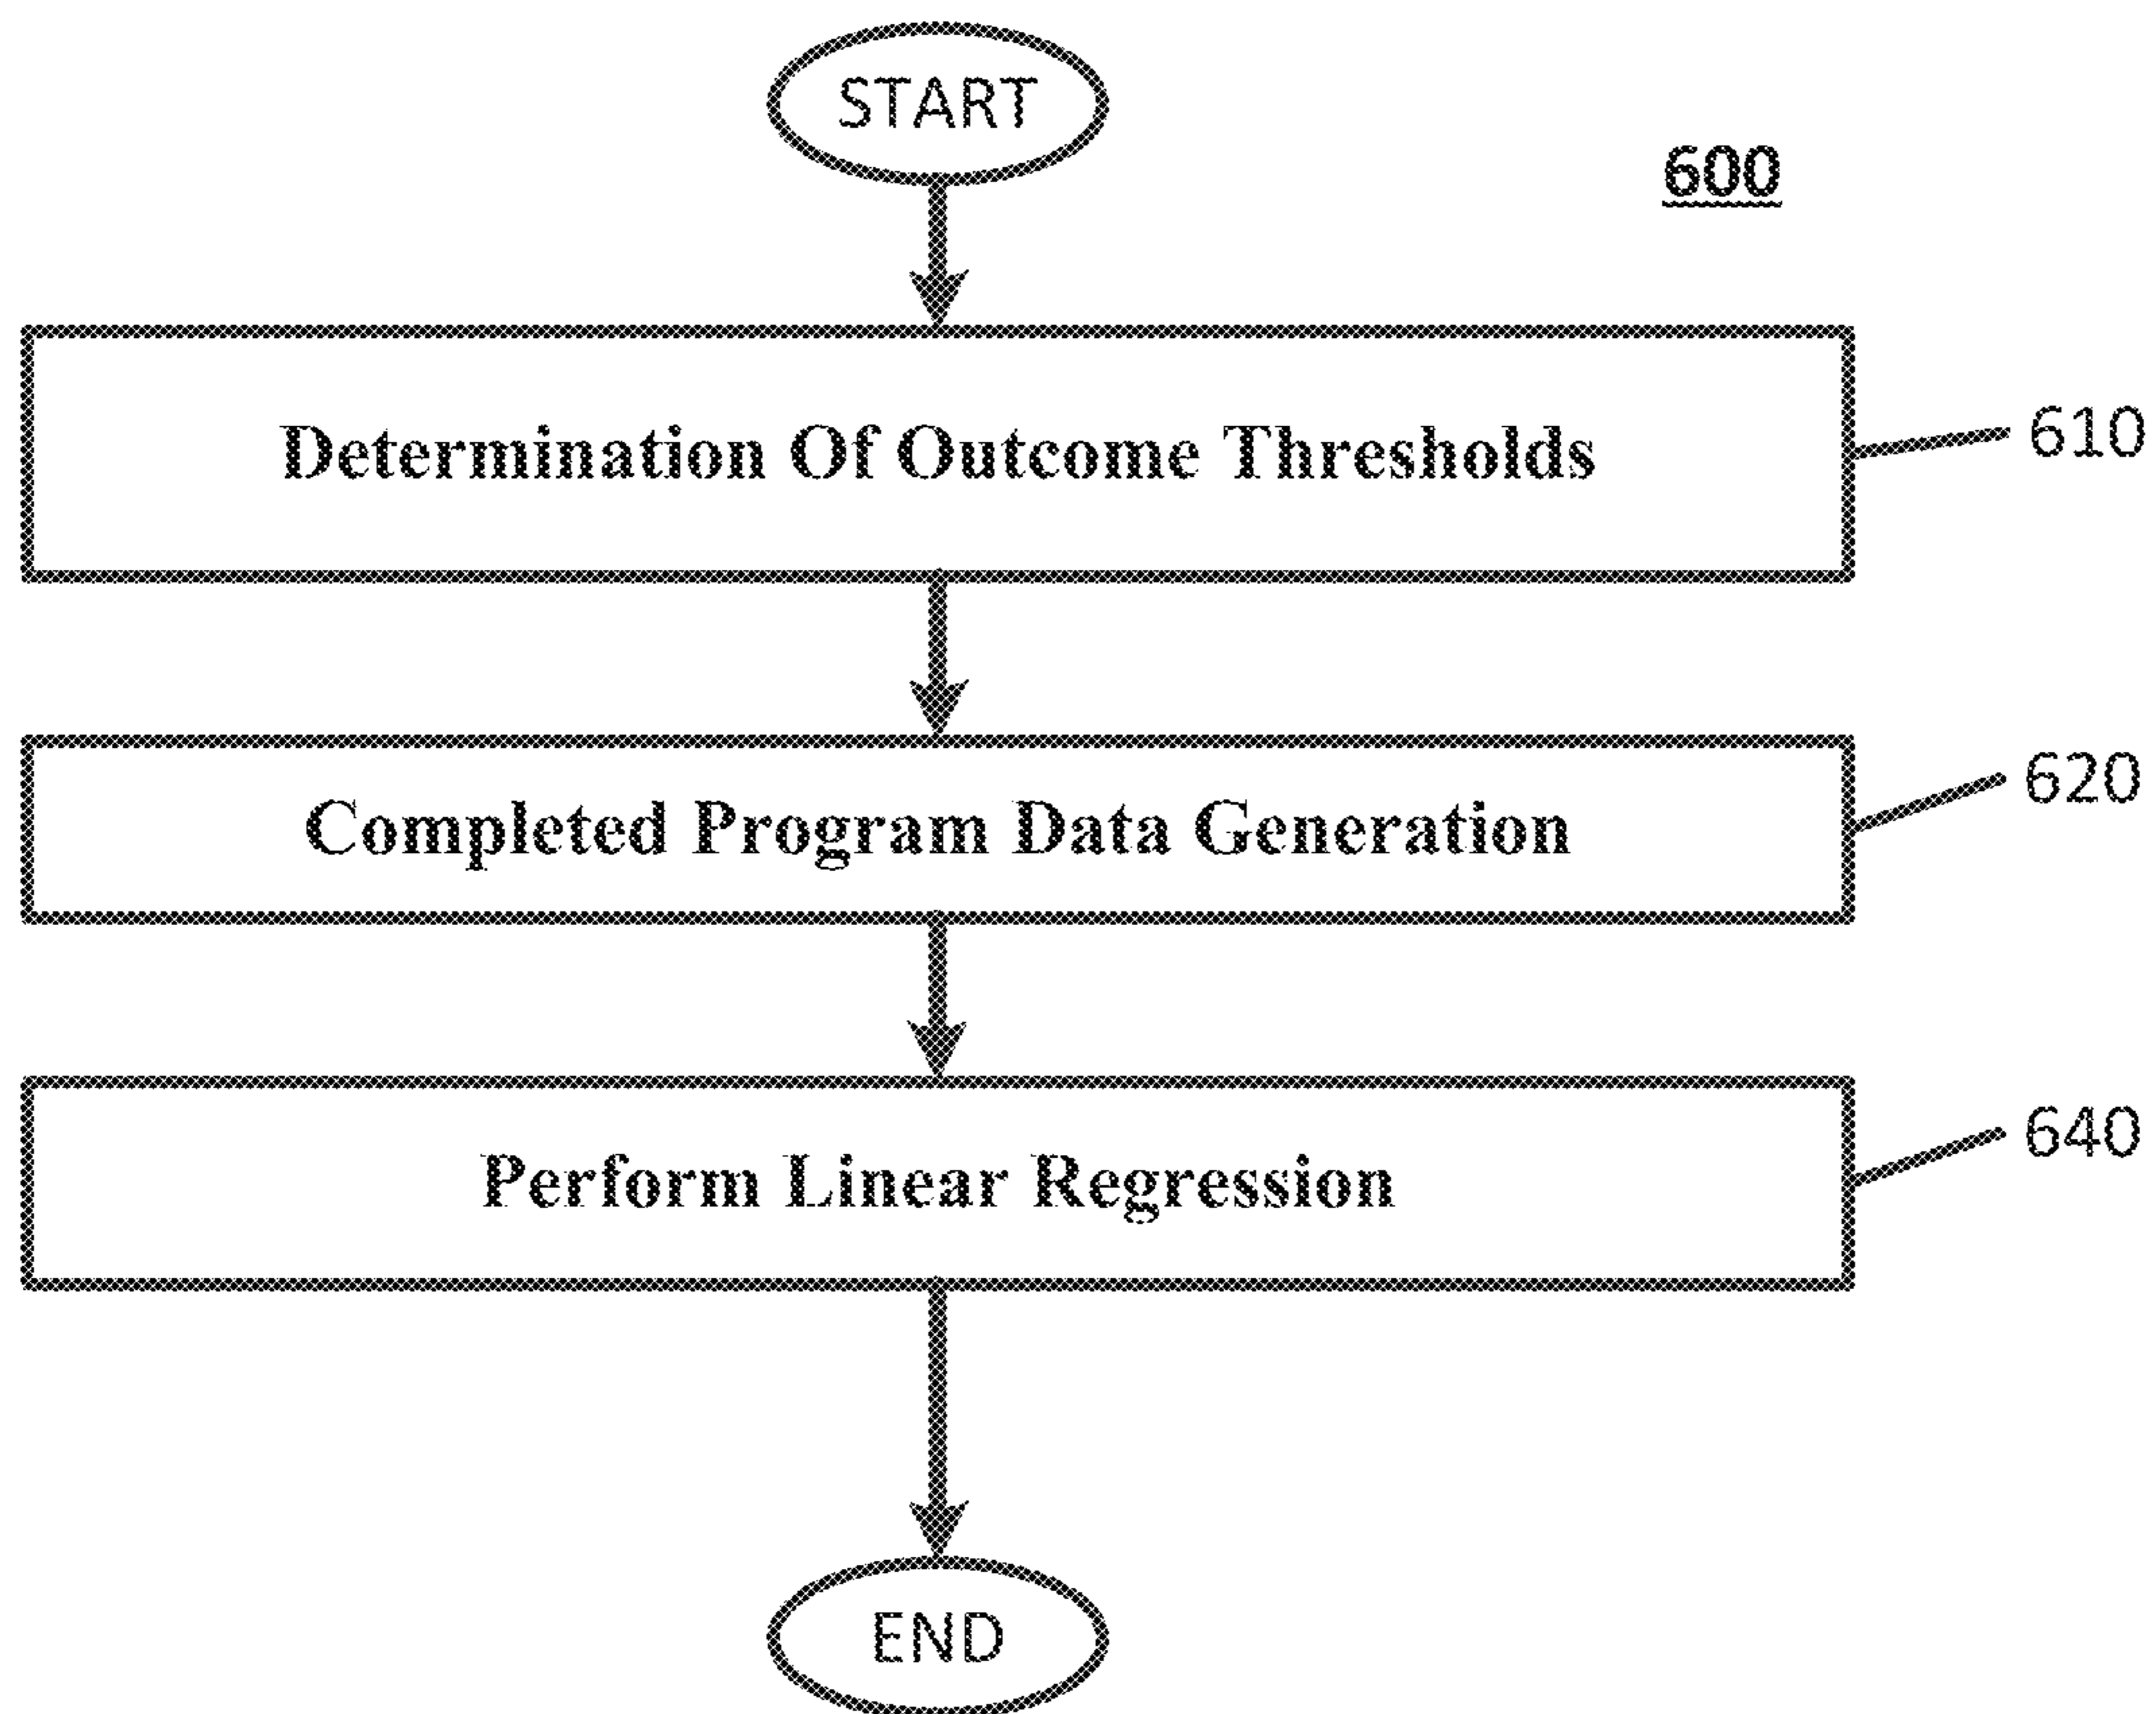 START
600
Determination Of Outcome Thresholds
610
Completed Program Data Generation
620
Perform Linear Regression
640
END